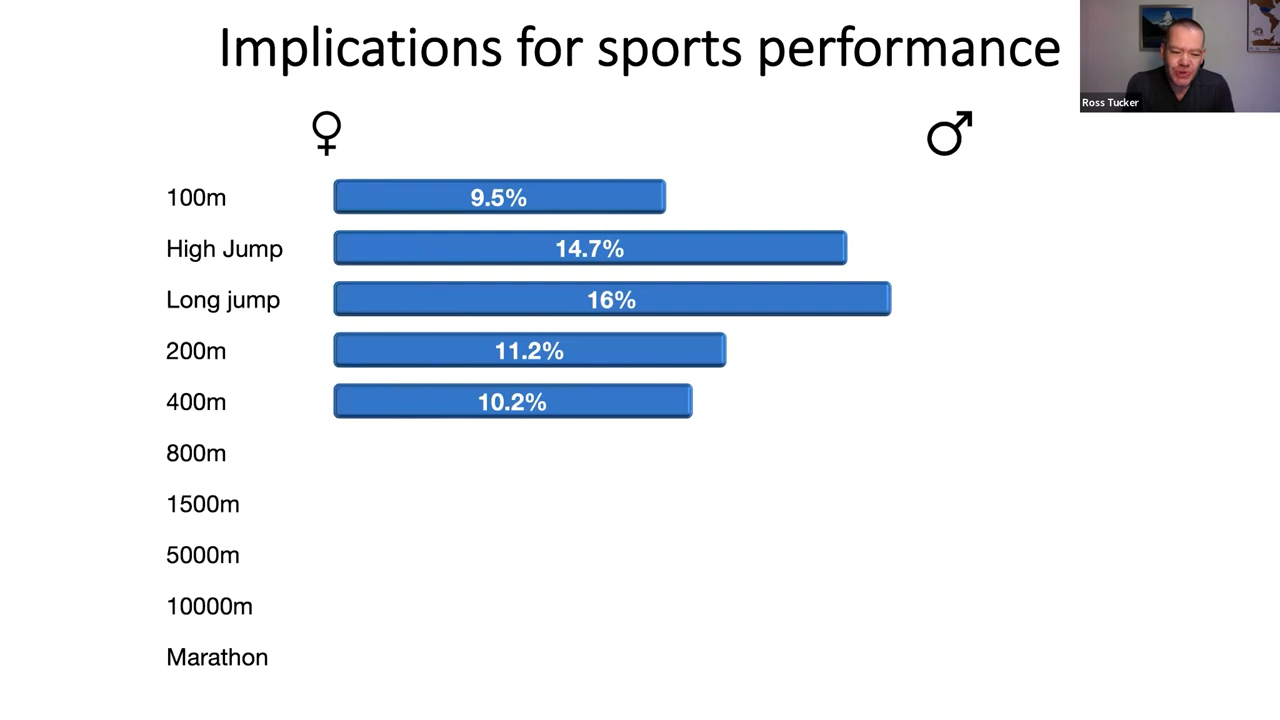 Implications for sports performance
Ross Tucker
♀ ♂
100m 9.5%
High Jump 14.7%
Long jump 16%
200m 11.2%
400m 10.2%
800m
1500m
5000m
10000m
Marathon